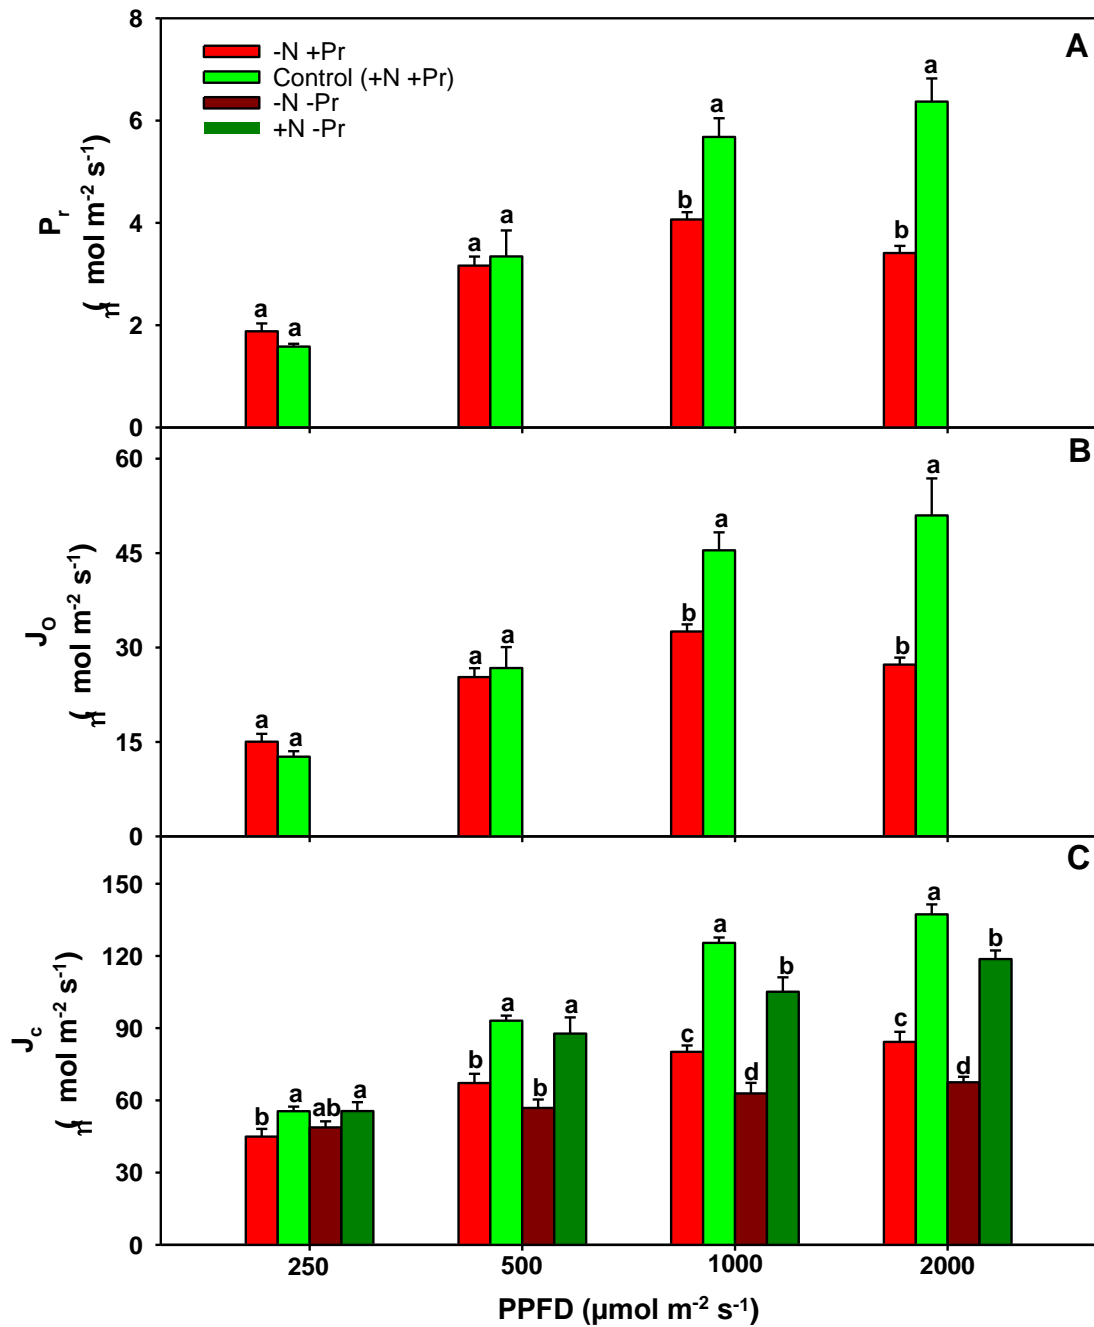 8
A
-N +Pr
Control (+N +Pr)
-N -Pr
+N -Pr
6
4
2
0
Pr
(η mol m-2 s-1)
a a
a a
b a
b a
B
60
45
30
15
0
JO
(η mol m-2 s-1)
a a
a a
b a
b a
C
150
120
90
60
30
0
Jc
(η mol m-2 s-1)
b a ab a
b a b a
c a d b
c a d b
250 500 1000 2000
PPFD (μmol m-2 s-1)